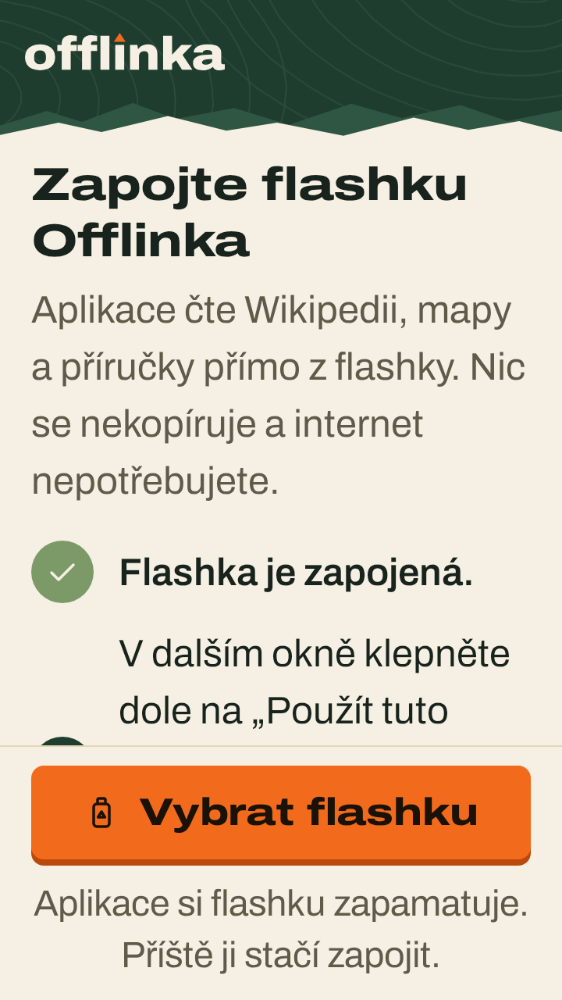 offlinka
Zapojte flashku
Offlinka
Aplikace čte Wikipedii, mapy
a příručky přímo z flashky. Nic
se nekopíruje a internet
nepotřebujete.
Flashka je zapojená.
V dalším okně klepněte
dole na „Použít tuto
Vybrat flashku
Aplikace si flashku zapamatuje.
Příště ji stačí zapojit.